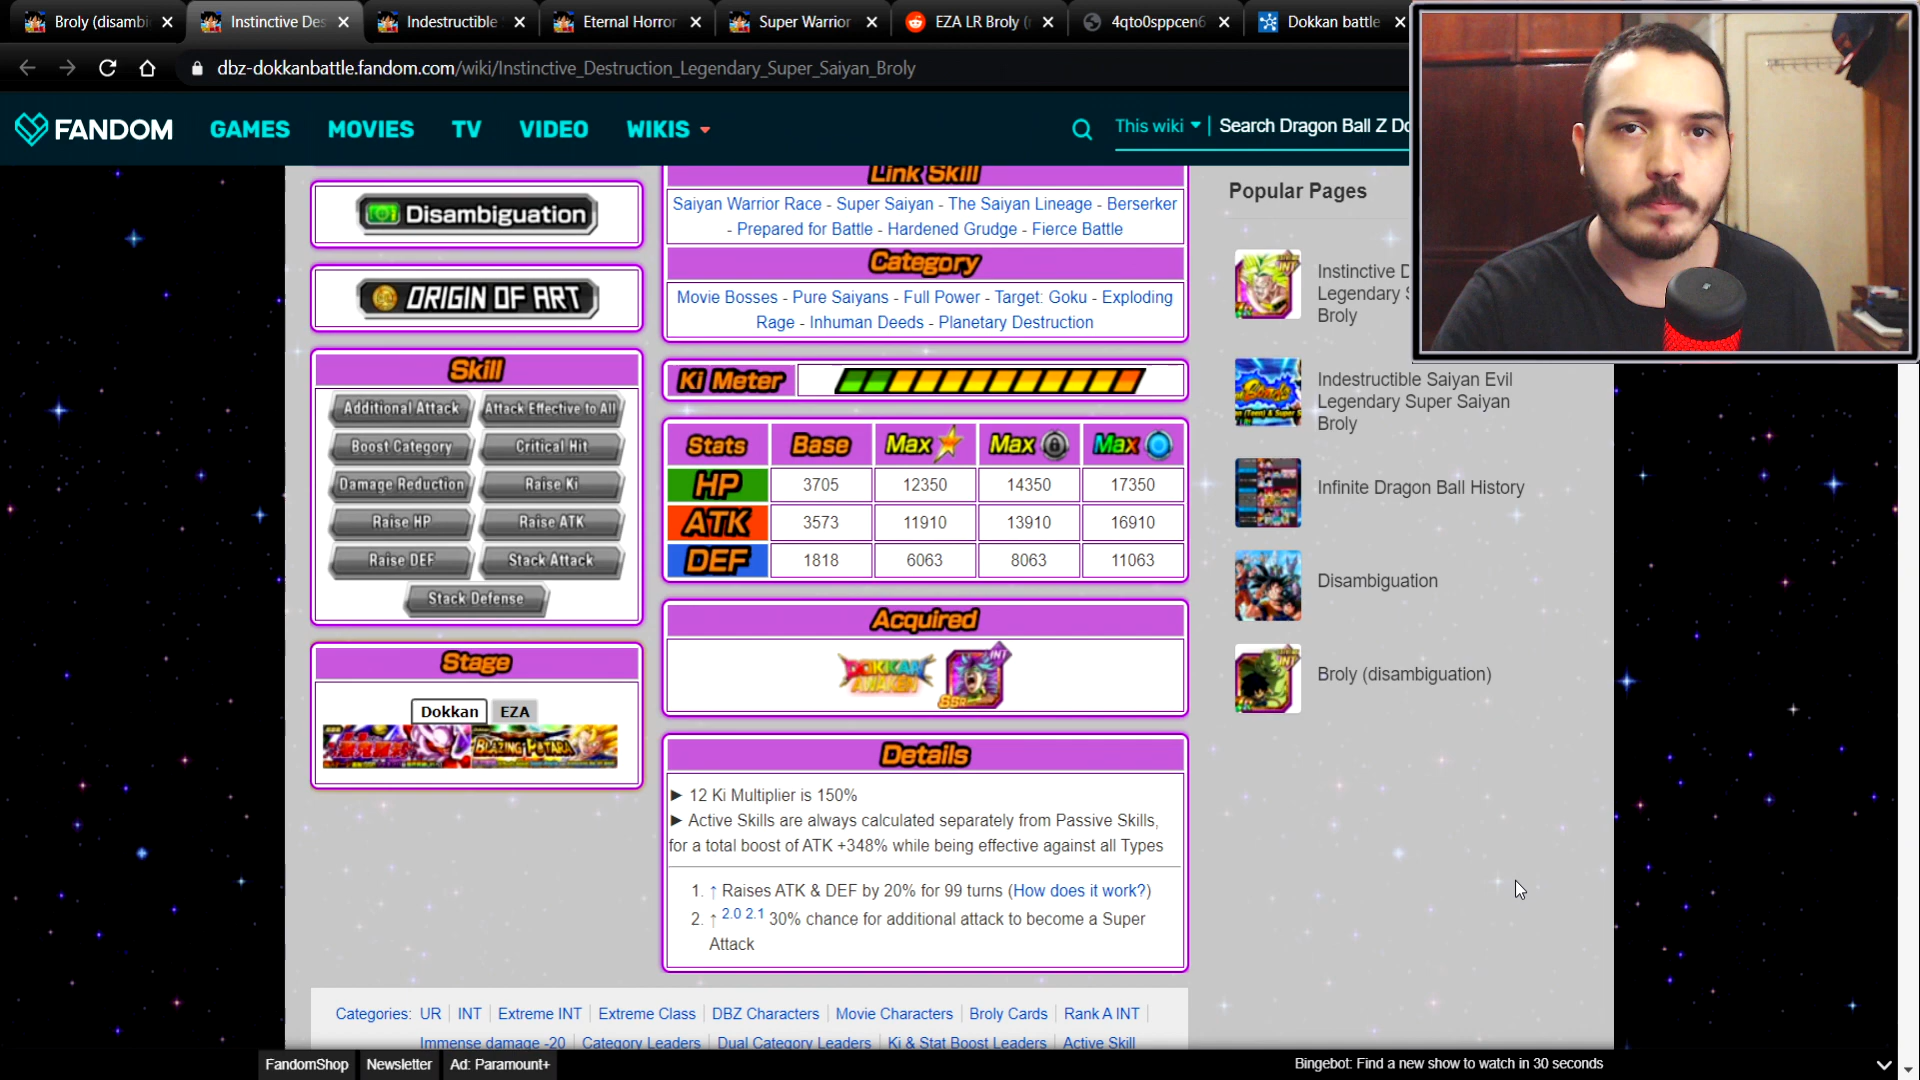 Broly (disambi
Instinctive Des
Indestructible
Eternal Horror
Super Warrior
EZA LR Broly (
4qto0sppcen6
Dokkan battle
dbz-dokkanbattle.fandom.com/wiki/Instinctive_Destruction_Legendary_Super_Saiyan_Broly
FANDOM
GAMES
MOVIES
TV
VIDEO
WIKIS
This wiki
Search Dragon Ball Z Do
Disambiguation
ORIGIN OF ART
Skill
Additional Attack
Attack Effective to All
Boost Category
Critical Hit
Damage Reduction
Raise Ki
Raise HP
Raise ATK
Raise DEF
Stack Attack
Stack Defense
Stage
Dokkan EZA
BLAZING POTARA
Link Skill
Saiyan Warrior Race - Super Saiyan - The Saiyan Lineage - Berserker
- Prepared for Battle - Hardened Grudge - Fierce Battle
Category
Movie Bosses - Pure Saiyans - Full Power - Target: Goku - Exploding
Rage - Inhuman Deeds - Planetary Destruction
Ki Meter
Stats Base Max Max Max
HP 3705 12350 14350 17350
ATK 3573 11910 13910 16910
DEF 1818 6063 8063 11063
Acquired
DOKKAN AWAKEN
INT
SSR
Details
► 12 Ki Multiplier is 150%
► Active Skills are always calculated separately from Passive Skills,
for a total boost of ATK +348% while being effective against all Types
1. ↑ Raises ATK & DEF by 20% for 99 turns (How does it work?)
2. ↑ 2.0 2.1 30% chance for additional attack to become a Super
Attack
Popular Pages
Instinctive D
Legendary S
Broly
Indestructible Saiyan Evil
Legendary Super Saiyan
Broly
Infinite Dragon Ball History
Disambiguation
Broly (disambiguation)
Categories: UR INT Extreme INT Extreme Class DBZ Characters Movie Characters Broly Cards Rank A INT
Immense damage -20 Category Leaders Dual Category Leaders Ki & Stat Boost Leaders Active Skill
FandomShop
Newsletter
Ad: Paramount+
Bingebot: Find a new show to watch in 30 seconds